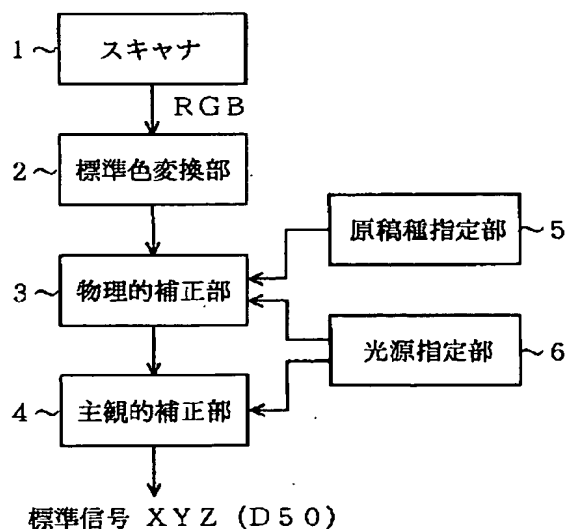 1 スキャナ
RGB
2 標準色変換部
原稿種指定部 5
3 物理的補正部
光源指定部 6
4 主観的補正部
標準信号 XYZ (D50)